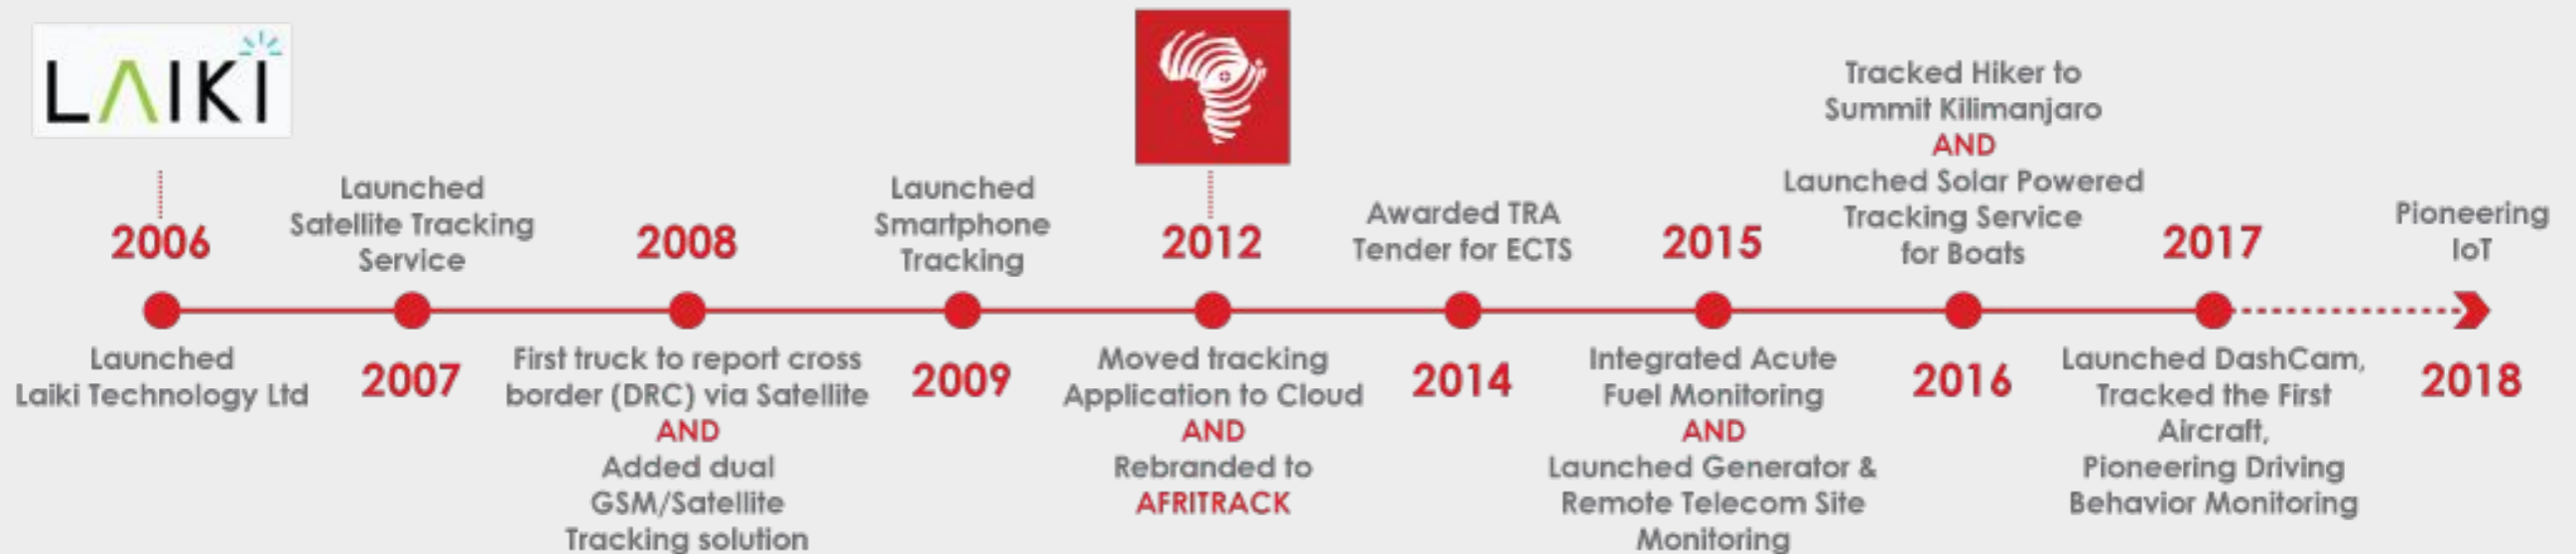 LAIKI
2006
Launched
Laiki Technology Ltd
Launched
Satellite Tracking
Service
2007
2008
First truck to report cross
border (DRC) via Satellite
AND
Added dual
GSM/Satellite
Tracking solution
Launched
Smartphone
Tracking
2009
2012
Moved tracking
Application to Cloud
AND
Rebranded to
AFRITRACK
Awarded TRA
Tender for ECTS
2014
2015
Integrated Acute
Fuel Monitoring
AND
Launched Generator &
Remote Telecom Site
Monitoring
Tracked Hiker to
Summit Kilimanjaro
AND
Launched Solar Powered
Tracking Service
for Boats
2016
2017
Launched DashCam,
Tracked the First
Aircraft,
Pioneering Driving
Behavior Monitoring
Pioneering
IoT
2018